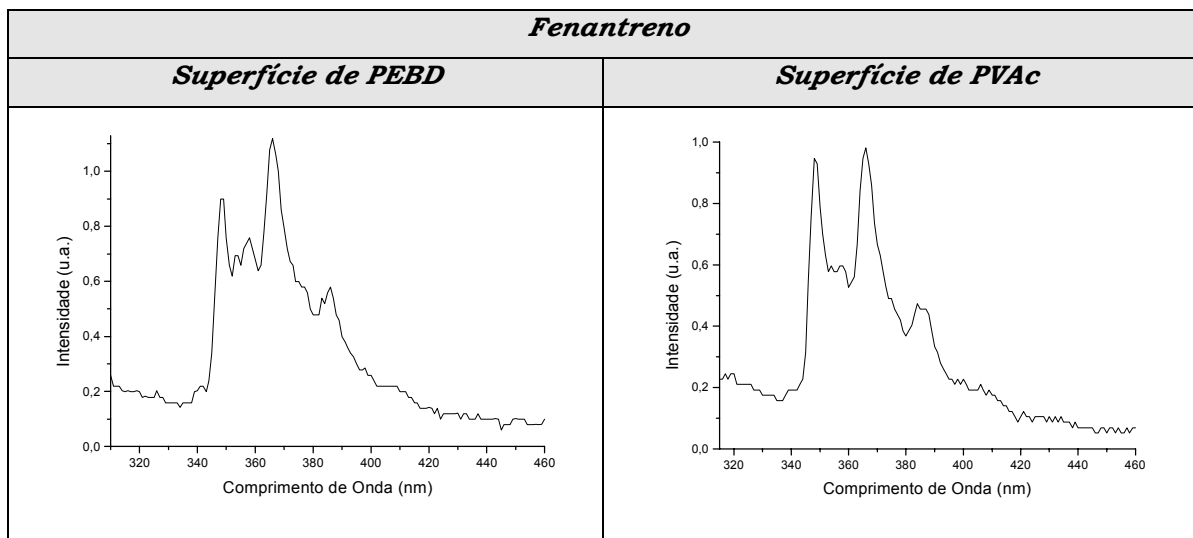 Fenantreno
Superfície de PEBD
Superfície de PVAc
Intensidade (u.a.)
1,0
0,8
0,6
0,4
0,2
0,0
320 340 360 380 400 420 440 460
Comprimento de Onda (nm)
Intensidade (u.a.)
1,0
0,8
0,6
0,4
0,2
0,0
320 340 360 380 400 420 440 460
Comprimento de Onda (nm)